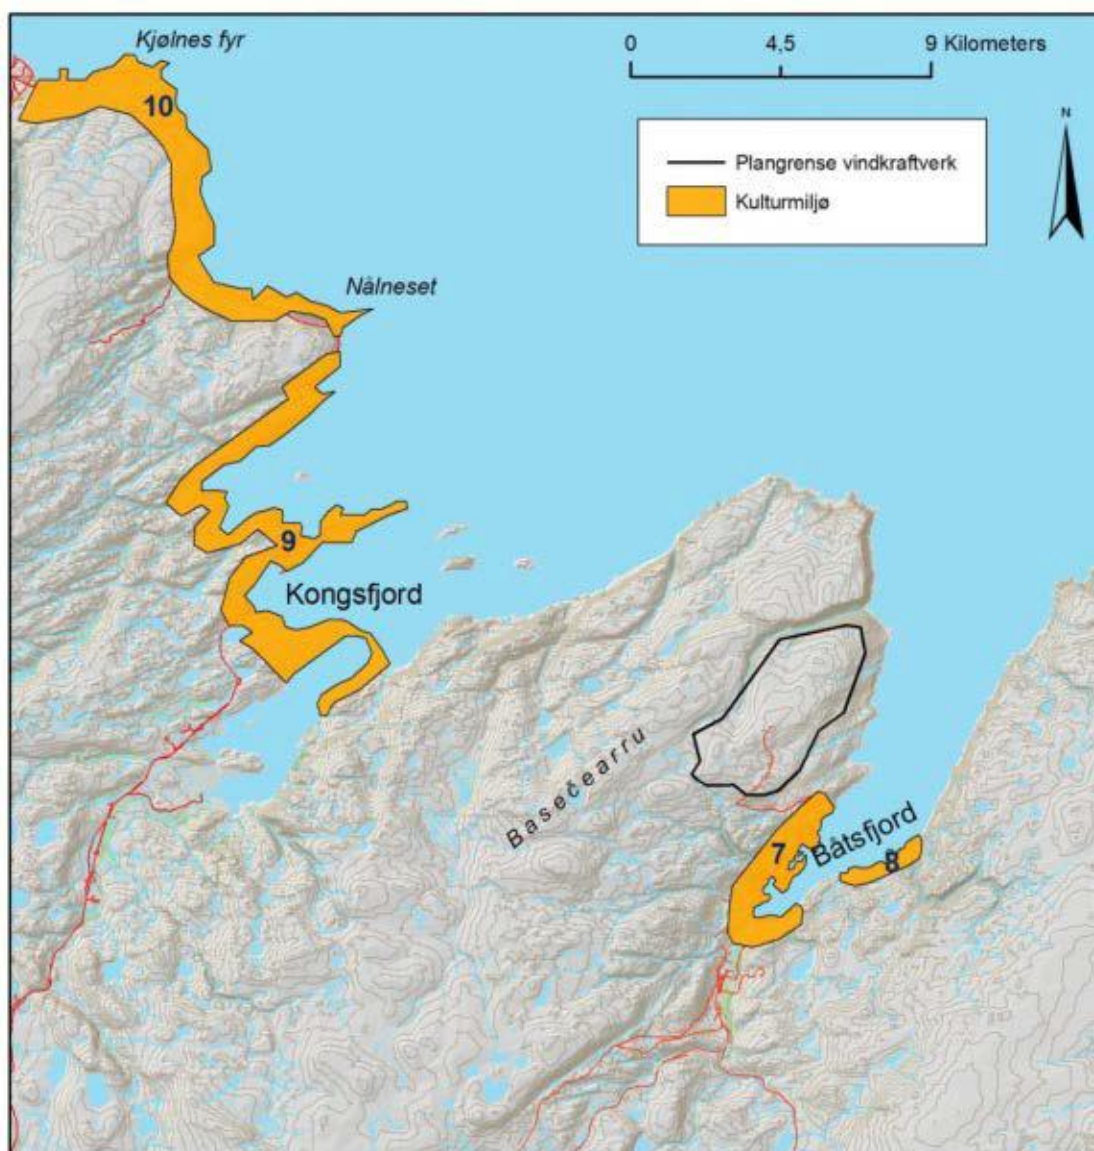 Kjølnes fyr
0 4,5 9 Kilometers
10
N
Plangrense vindkraftverk
Kulturmiljø
Nålneset
9
Kongsfjord
Basečearru
7
Båtsfjord
8